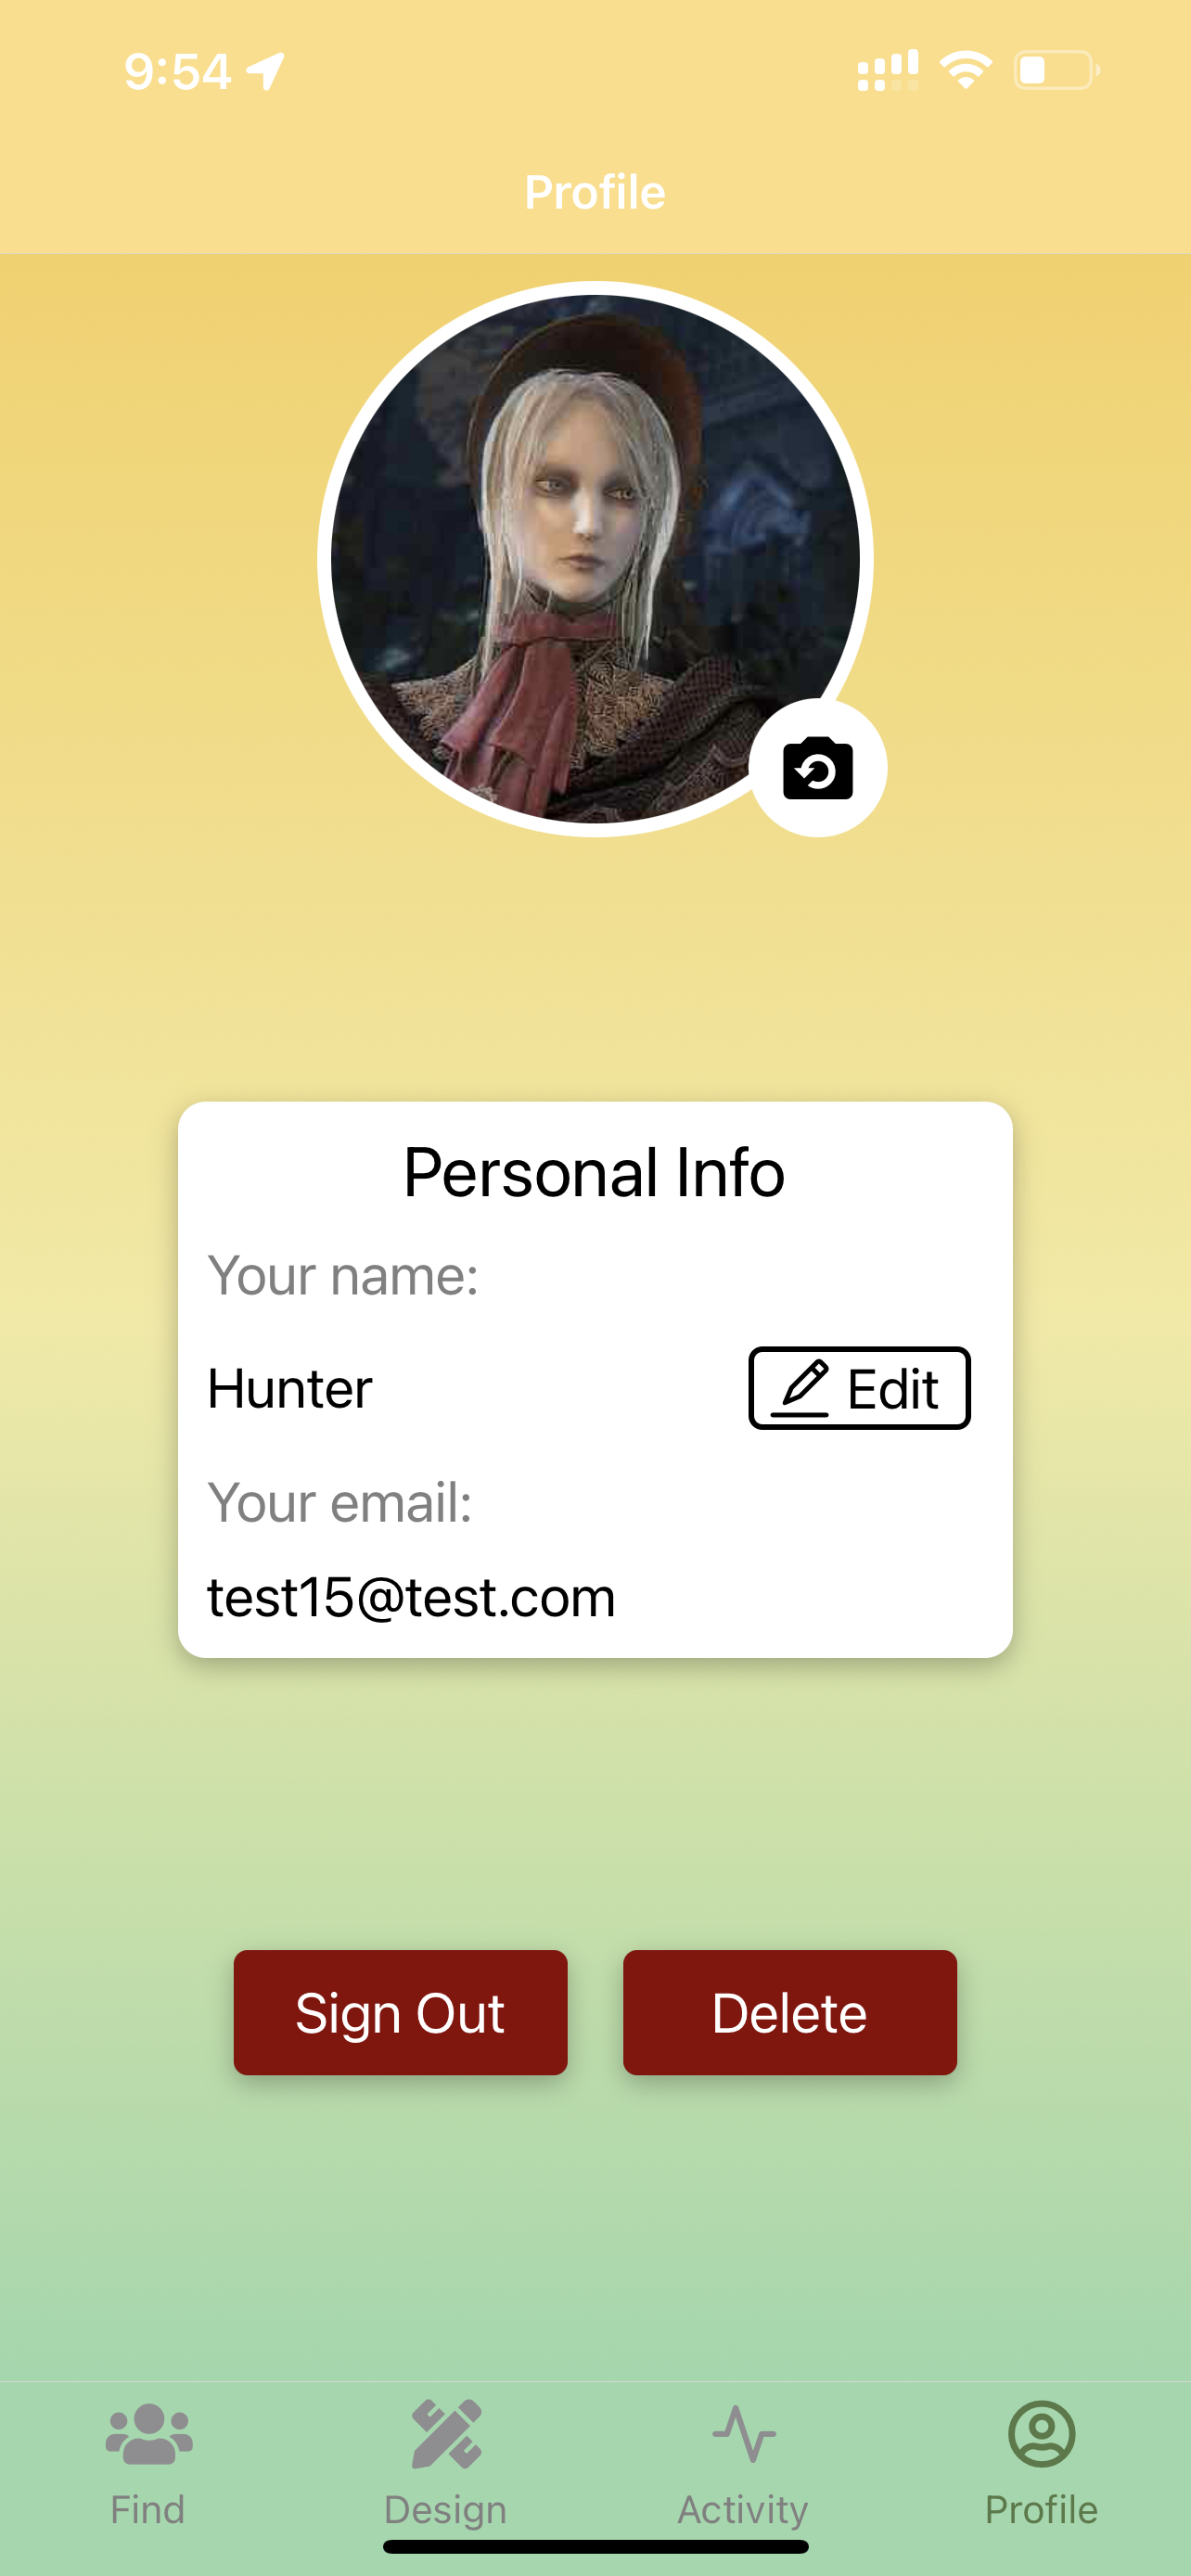 9:54
Profile
Personal Info
Your name:
Hunter
Edit
Your email:
test15@test.com
Sign Out
Delete
Find
Design
Activity
Profile